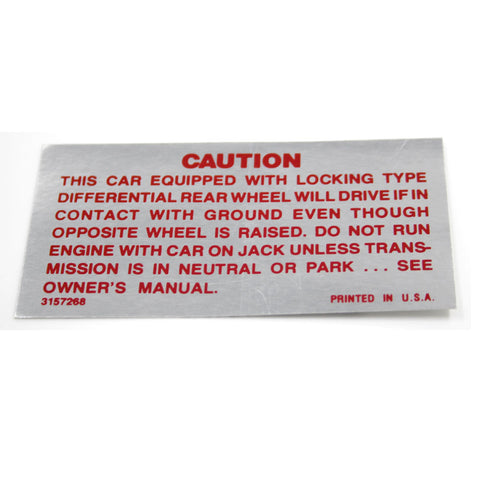 CAUTION
THIS CAR EQUIPPED WITH LOCKING TYPE
DIFFERENTIAL REAR WHEEL WILL DRIVE IF IN
CONTACT WITH GROUND EVEN THOUGH
OPPOSITE WHEEL IS RAISED. DO NOT RUN
ENGINE WITH CAR ON JACK UNLESS TRANS-
MISSION IS IN NEUTRAL OR PARK ... SEE
OWNER'S MANUAL.
3157268 PRINTED IN U.S.A.